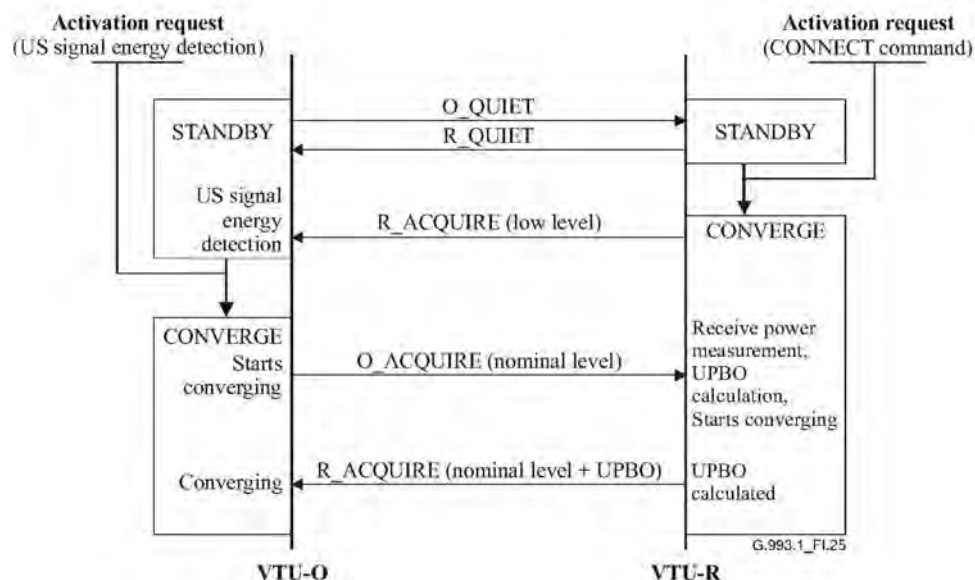 Activation request
(US signal energy detection)
Activation request
(CONNECT command)
STANDBY
O_QUIET
R_QUIET
STANDBY
US signal
energy
detection
R_ACQUIRE (low level)
CONVERGE
CONVERGE
Starts
converging
O_ACQUIRE (nominal level)
Receive power
measurement,
UPBO
calculation,
Starts converging
Converging
R_ACQUIRE (nominal level + UPBO)
UPBO
calculated
G.993.1_FI.25
VTU-O
VTU-R